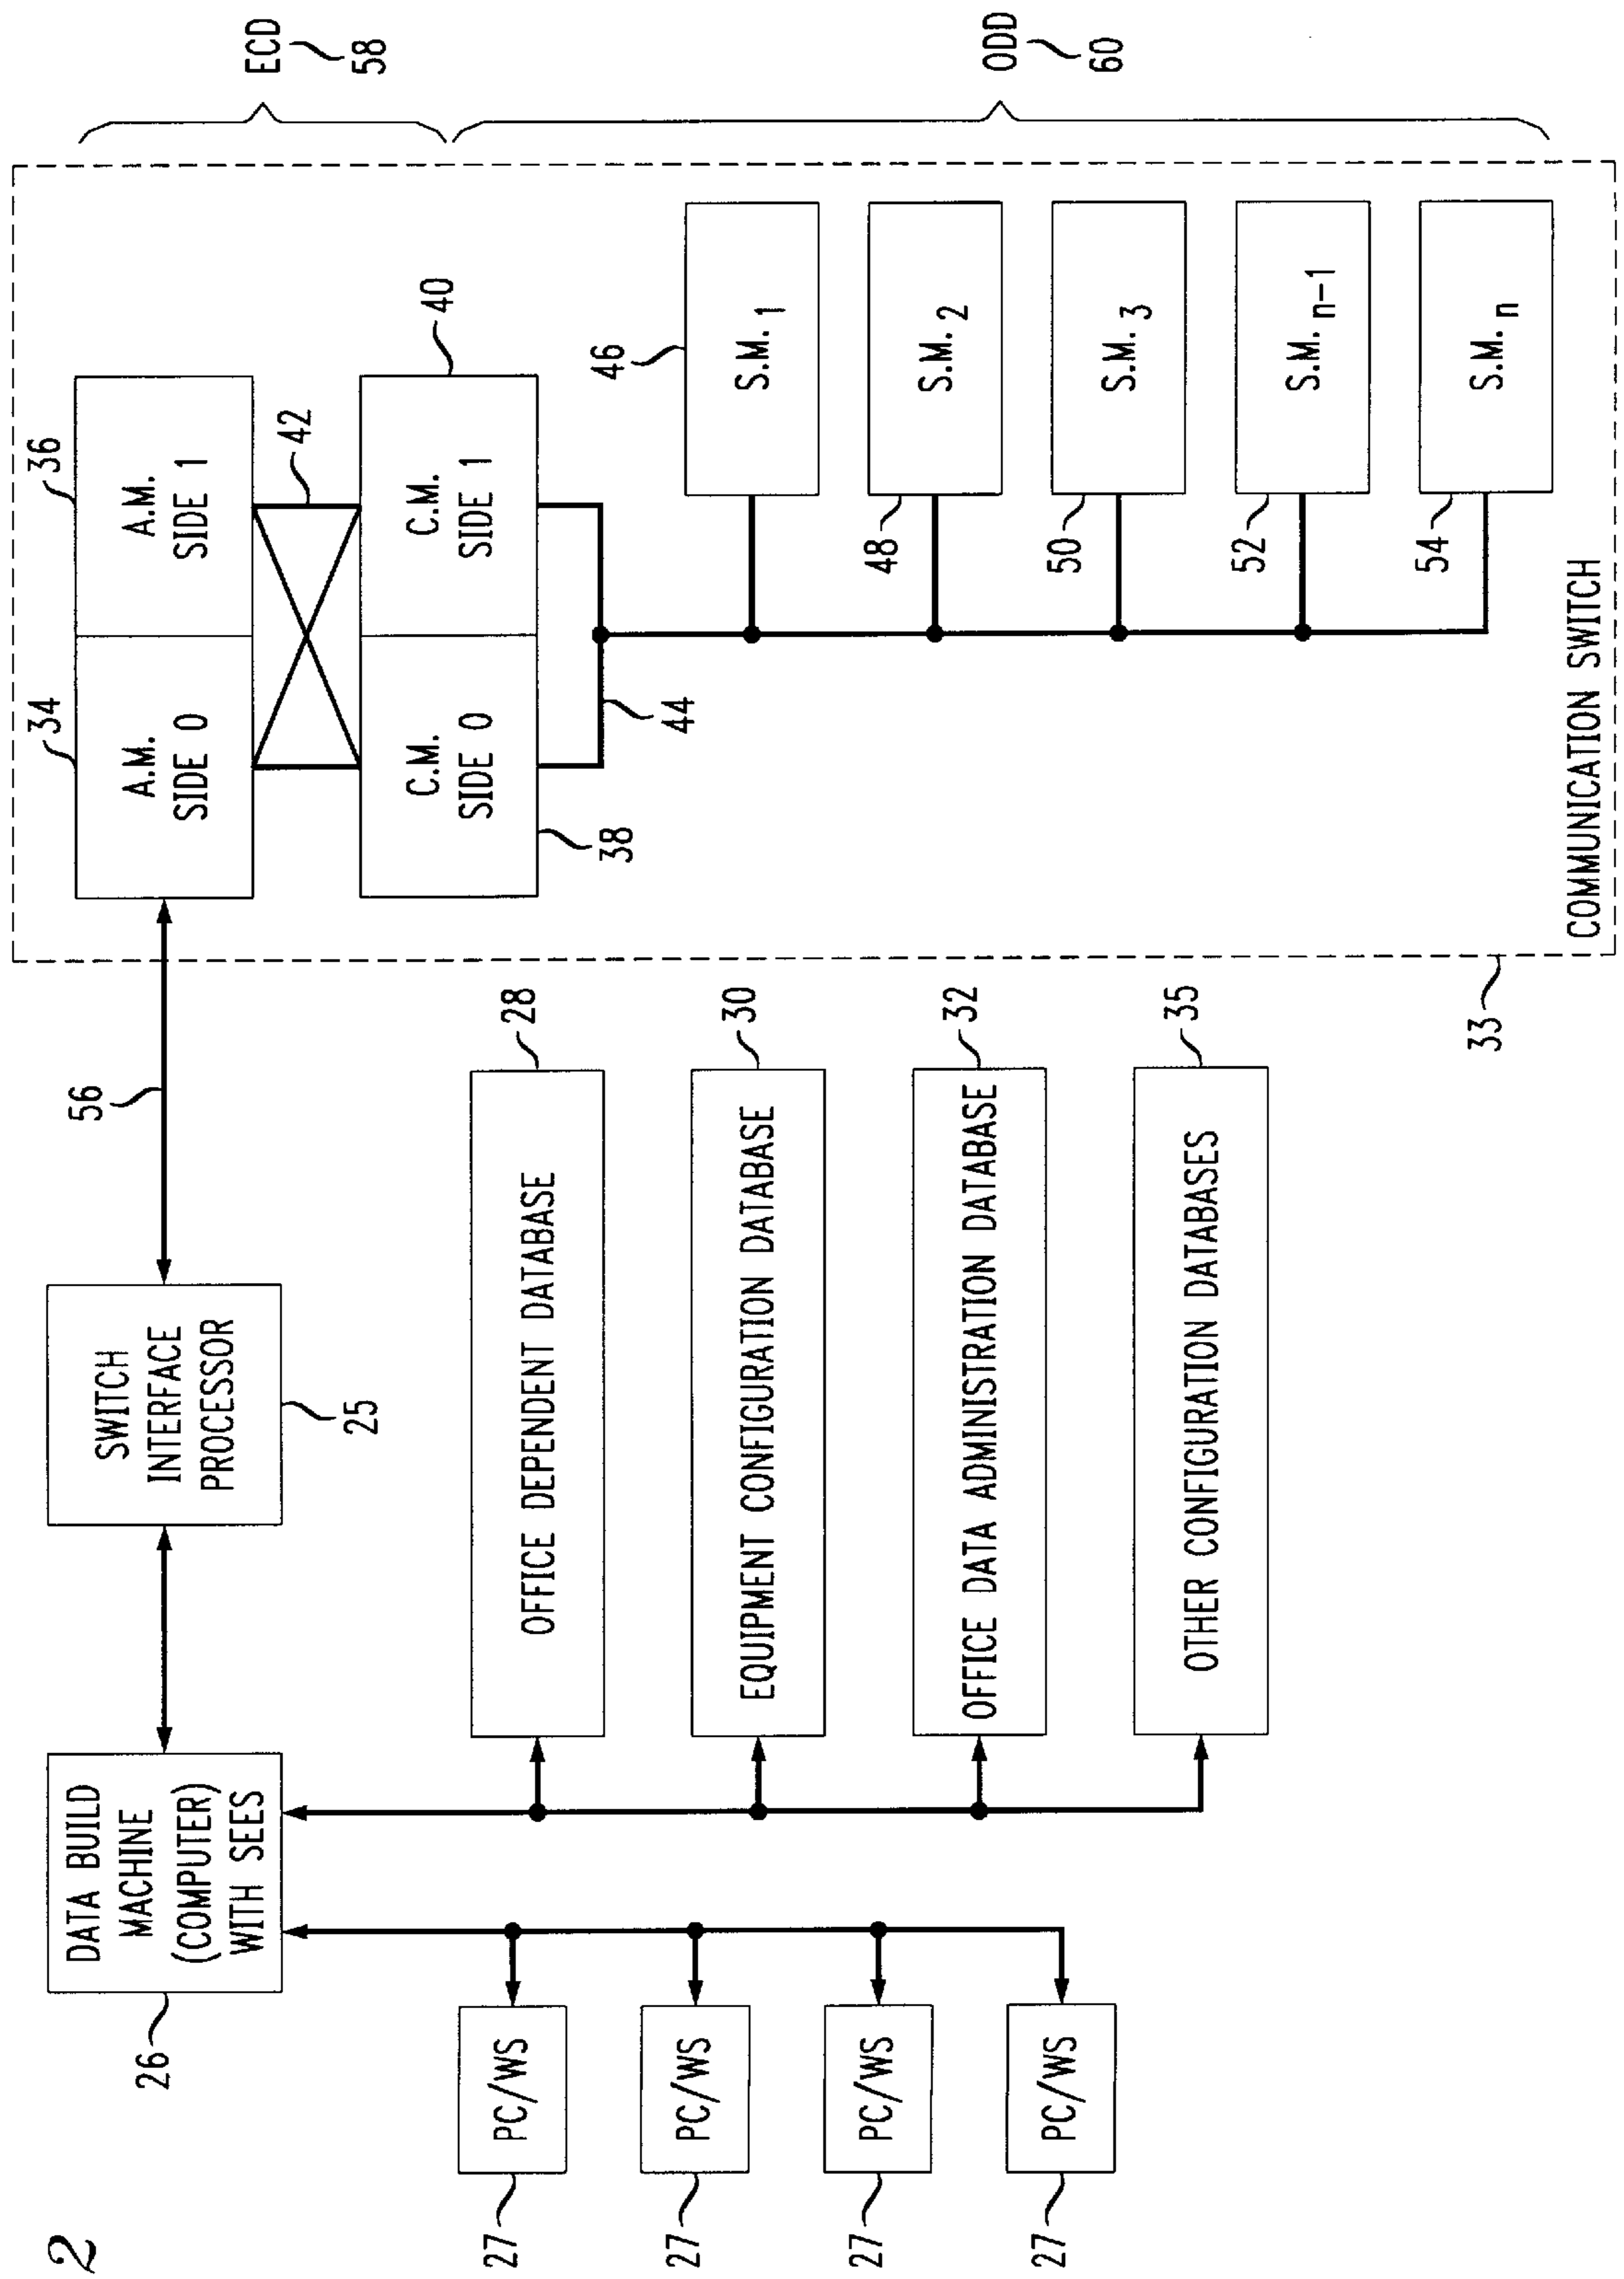 2
26
DATA BUILD
MACHINE
(COMPUTER)
WITH SEES
SWITCH
INTERFACE
PROCESSOR
25
56
27
PC/WS
27
PC/WS
27
PC/WS
27
PC/WS
OFFICE DEPENDENT DATABASE
28
EQUIPMENT CONFIGURATION DATABASE
30
OFFICE DATA ADMINISTRATION DATABASE
32
OTHER CONFIGURATION DATABASES
35
33
34
A.M.
SIDE 0
36
A.M.
SIDE 1
42
C.M.
SIDE 0
38
C.M.
SIDE 1
40
44
46
S.M. 1
48
S.M. 2
50
S.M. 3
52
S.M. n-1
54
S.M. n
COMMUNICATION SWITCH
ECD
58
ODD
60